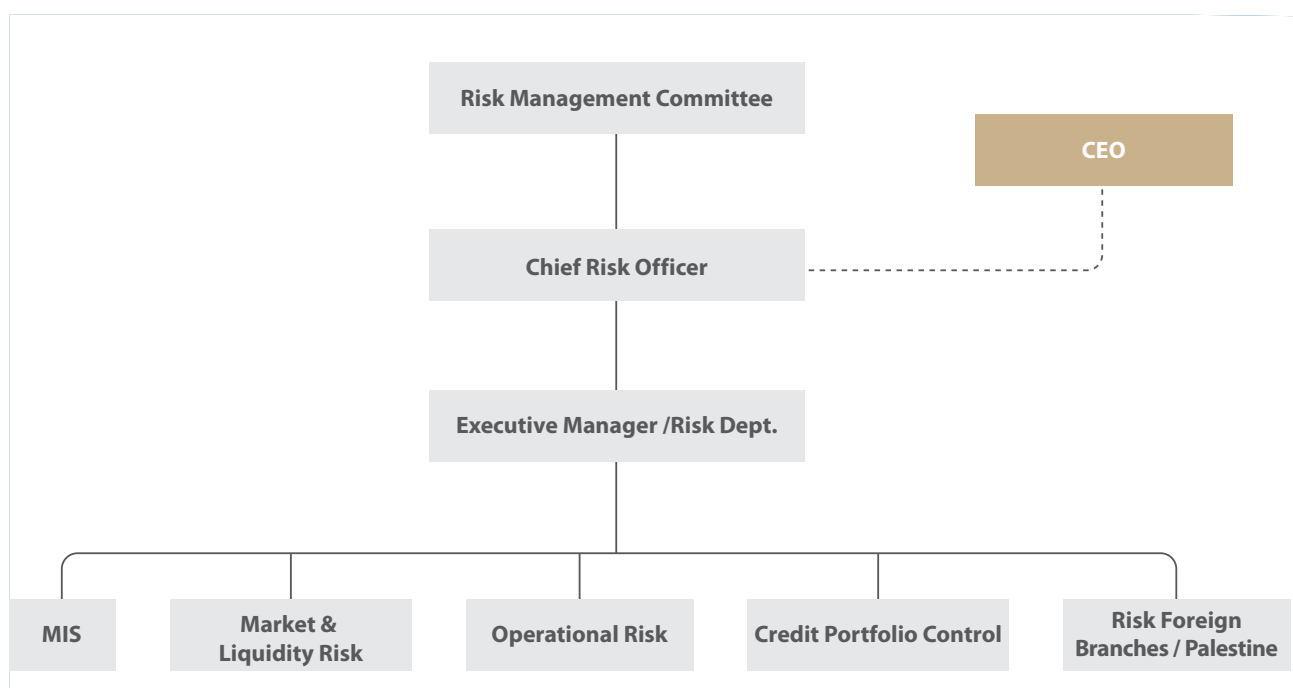 Risk Management Committee
CEO
Chief Risk Officer
Executive Manager /Risk Dept.
MIS
Market &
Liquidity Risk
Operational Risk
Credit Portfolio Control
Risk Foreign
Branches / Palestine